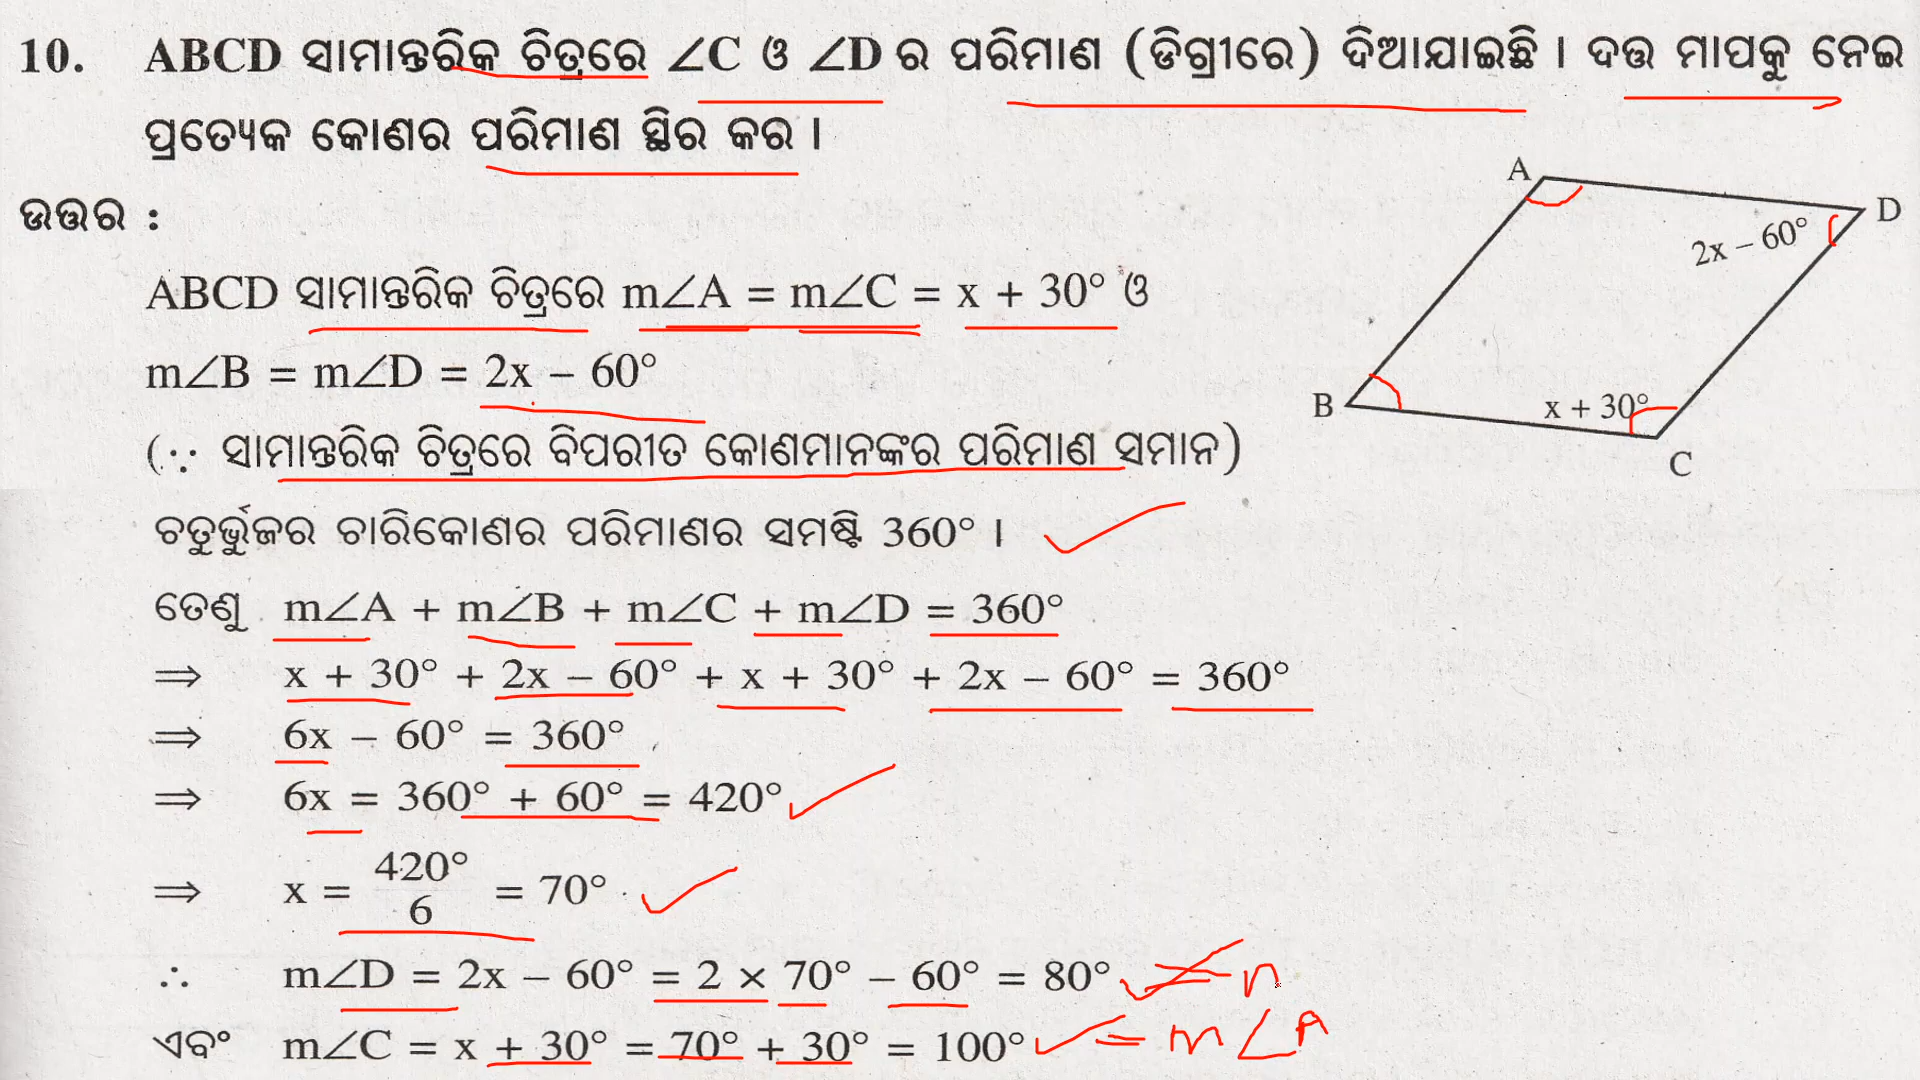 10. ABCD ସାମାନ୍ତରିକ ଚିତ୍ରରେ ∠C ଓ ∠D ର ପରିମାଣ (ଡିଗ୍ରୀରେ) ଦିଆଯାଇଛି । ଦତ୍ତ ମାପକୁ ନେଇ
ପ୍ରତ୍ୟେକ କୋଣର ପରିମାଣ ସ୍ଥିର କର ।
ଉତ୍ତର :
A
D
2x – 60°
B
x + 30°
C
ABCD ସାମାନ୍ତରିକ ଚିତ୍ରରେ m∠A = m∠C = x + 30° ଓ
m∠B = m∠D = 2x – 60°
(∵ ସାମାନ୍ତରିକ ଚିତ୍ରରେ ବିପରୀତ କୋଣମାନଙ୍କର ପରିମାଣ ସମାନ)
ଚତୁର୍ଭୁଜର ଚାରିକୋଣର ପରିମାଣର ସମଷ୍ଟି 360° ।
ତେଣୁ m∠A + m∠B + m∠C + m∠D = 360°
⇒ x + 30° + 2x – 60° + x + 30° + 2x – 60° = 360°
⇒ 6x – 60° = 360°
⇒ 6x = 360° + 60° = 420°
⇒ x = 420°/6 = 70°
∴ m∠D = 2x – 60° = 2 × 70° – 60° = 80° = n
ଏବଂ m∠C = x + 30° = 70° + 30° = 100° = m∠A